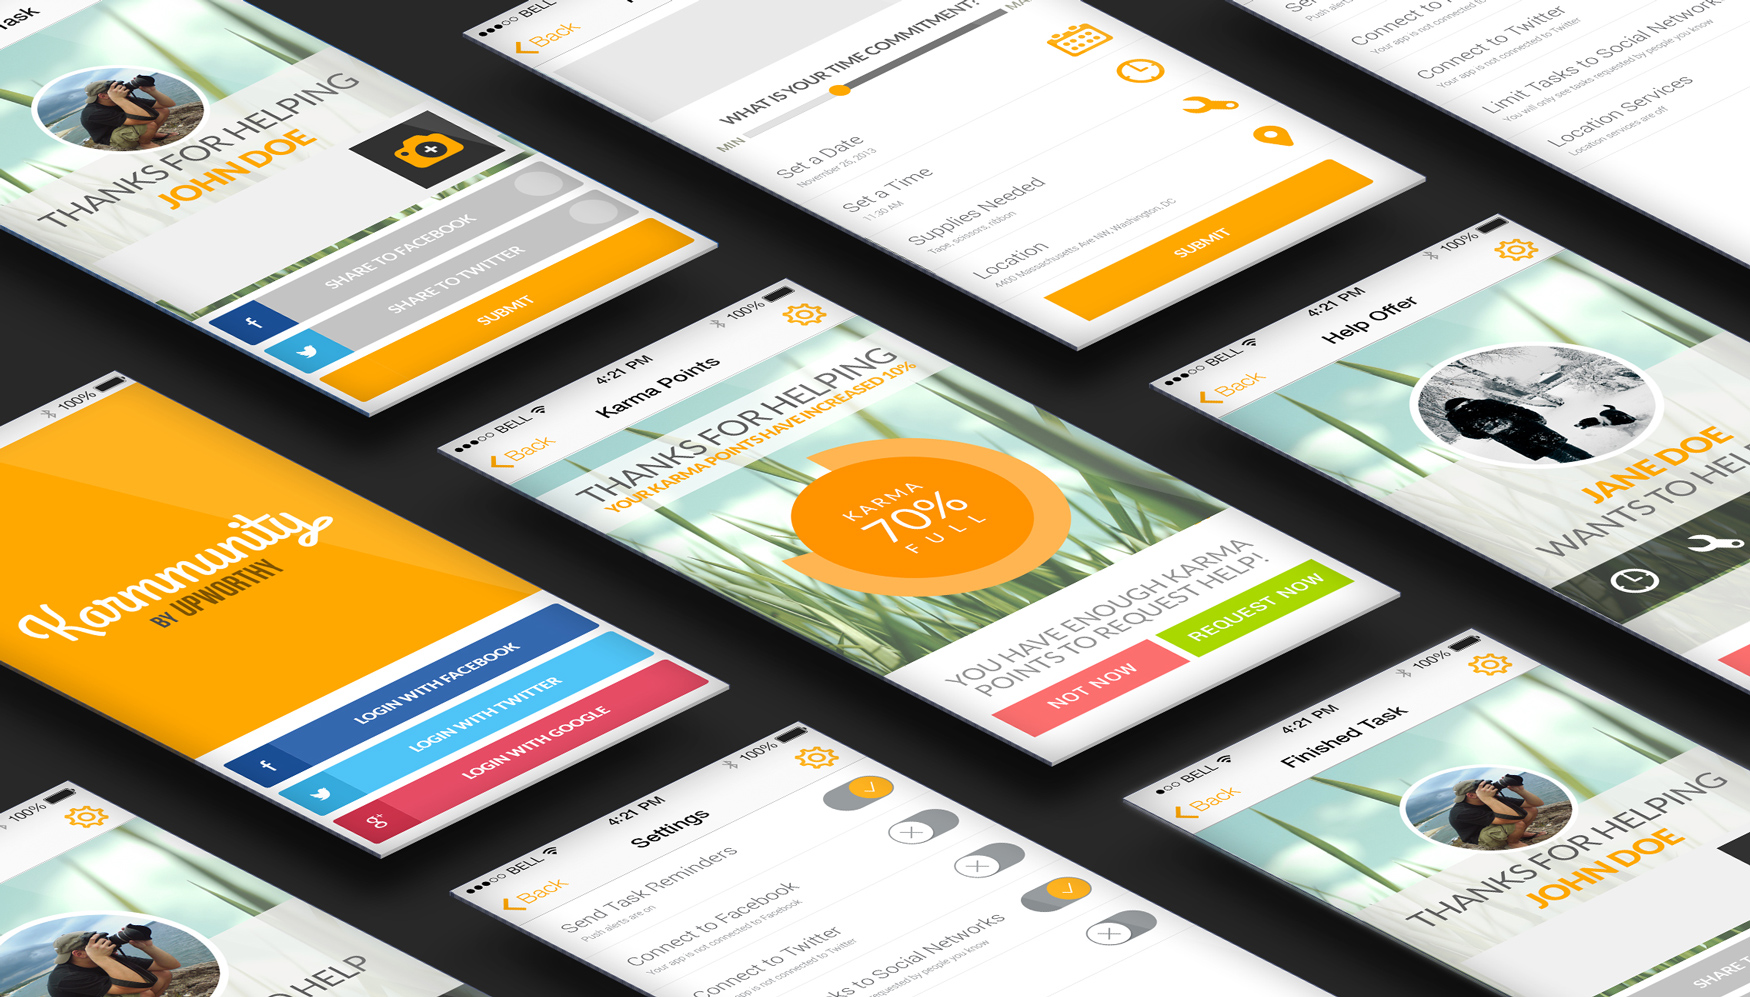 Task
THANKS FOR HELPING
JOHN DOE
SHARE TO FACEBOOK
SHARE TO TWITTER
SUBMIT
BELL
Back
WHAT IS YOUR TIME COMMITMENT?
MIN
Set a Date
November 26, 2013
Set a Time
11:30 AM
Supplies Needed
Tape, scissors, ribbon
Location
4400 Massachusetts Ave NW, Washington, DC
SUBMIT
Push alerts
Connect to
Your app is not connected to
Connect to Twitter
Your app is not connected to Twitter
Limit Tasks to Social Networks
You will only see tasks requested by people you know
Location Services
Location services are off
100%
Karmmunity
BY UPWORTHY
LOGIN WITH FACEBOOK
LOGIN WITH TWITTER
LOGIN WITH GOOGLE
BELL 4:21 PM 100%
Back Karma Points
THANKS FOR HELPING
YOUR KARMA POINTS HAVE INCREASED 10%
KARMA
70%
FULL
YOU HAVE ENOUGH KARMA
POINTS TO REQUEST HELP!
NOT NOW
REQUEST NOW
BELL 4:21 PM 100%
Back Help Offer
JANE DOE
WANTS TO HELP
100%
HELP
BELL 4:21 PM 100%
Back Settings
Send Task Reminders
Push alerts are on
Connect to Facebook
Your app is not connected to Facebook
Connect to Twitter
app is not connected to Twitter
to Social Networks
requested by people you know
BELL 4:21 PM 100%
Back Finished Task
THANKS FOR HELPING
JOHN DOE
SHARE T